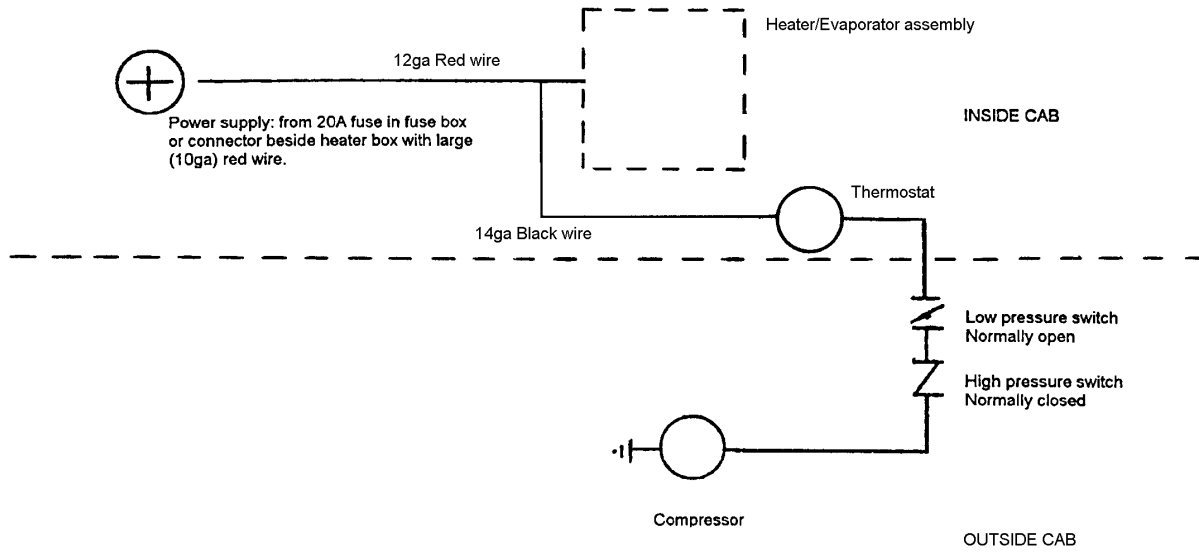 Heater/Evaporator assembly
12ga Red wire
Power supply: from 20A fuse in fuse box
or connector beside heater box with large
(10ga) red wire.
INSIDE CAB
Thermostat
14ga Black wire
Low pressure switch
Normally open
High pressure switch
Normally closed
Compressor
OUTSIDE CAB